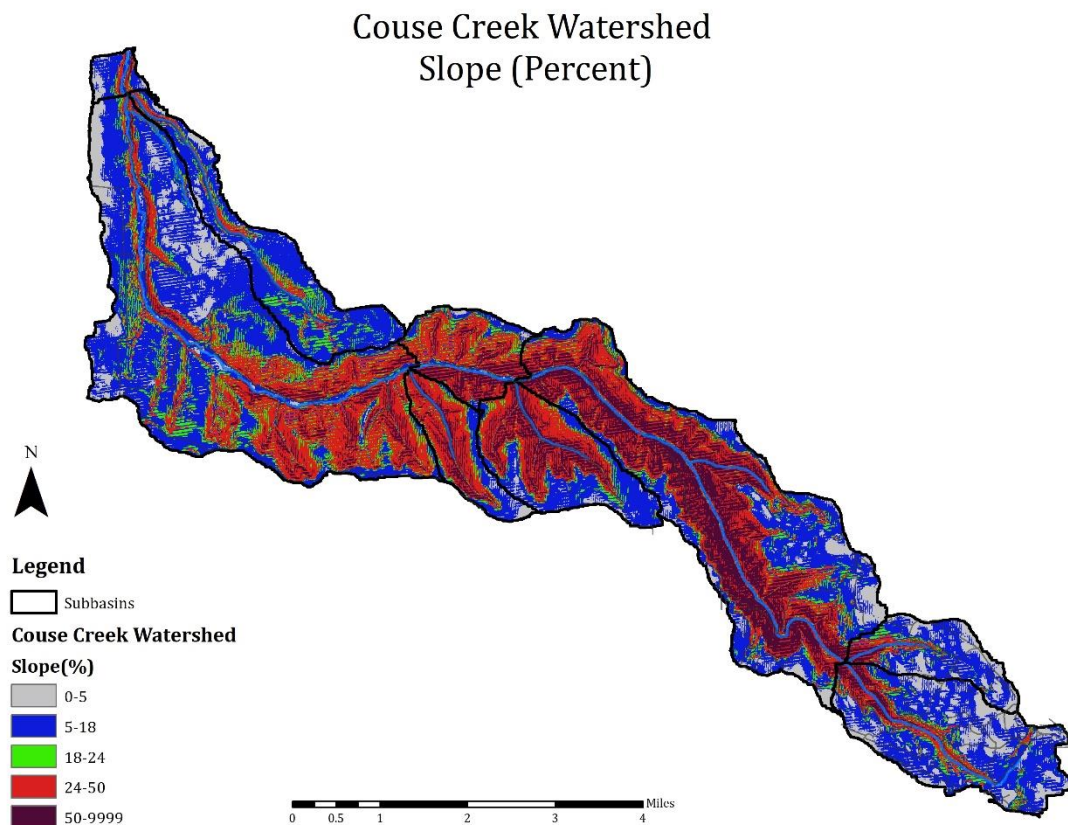 Couse Creek Watershed
Slope (Percent)
N
Legend
Subbasins
Couse Creek Watershed
Slope(%)
0-5
5-18
18-24
24-50
50-9999
Miles
0 0.5 1 2 3 4